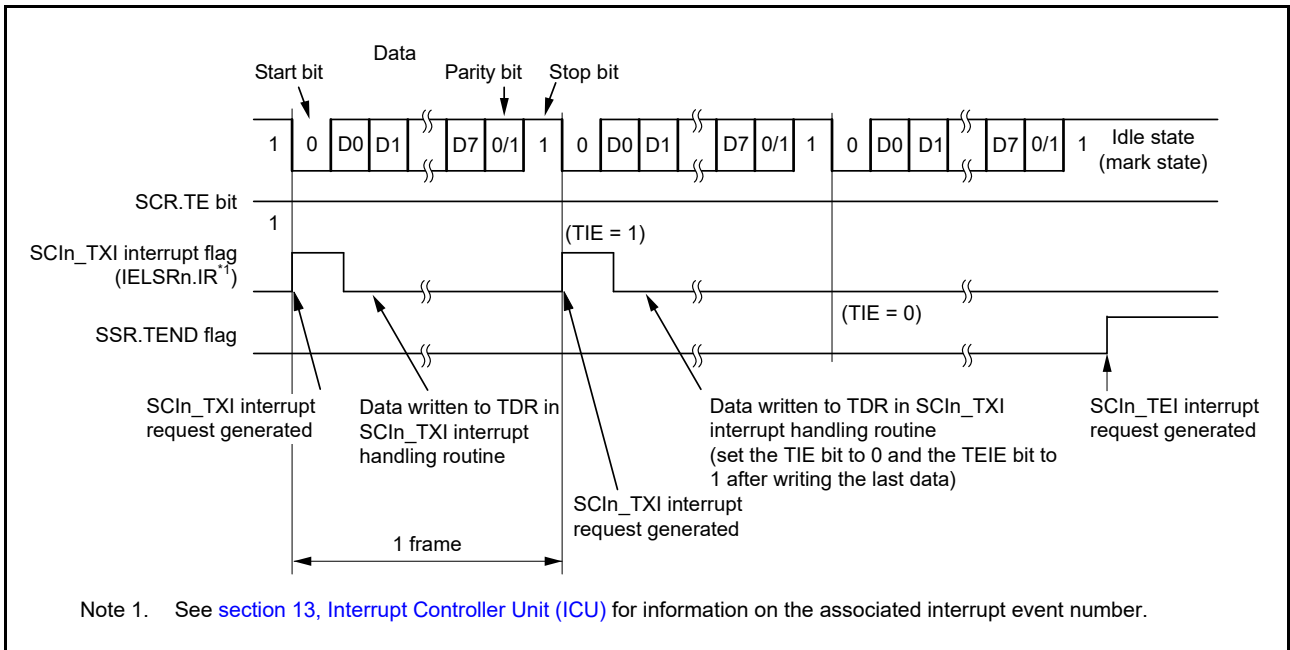 Data
Start bit
Parity bit
Stop bit
1 0 D0 D1 D7 0/1 1 0 D0 D1 D7 0/1 1 0 D0 D1 D7 0/1 1
Idle state
(mark state)
SCR.TE bit
1
(TIE = 1)
SCIn_TXI interrupt flag
(IELSRn.IR*1)
(TIE = 0)
SSR.TEND flag
SCIn_TXI interrupt
request generated
Data written to TDR in
SCIn_TXI interrupt
handling routine
SCIn_TXI interrupt
request generated
Data written to TDR in SCIn_TXI
interrupt handling routine
(set the TIE bit to 0 and the TEIE bit to
1 after writing the last data)
SCIn_TEI interrupt
request generated
1 frame
Note 1. See section 13, Interrupt Controller Unit (ICU) for information on the associated interrupt event number.